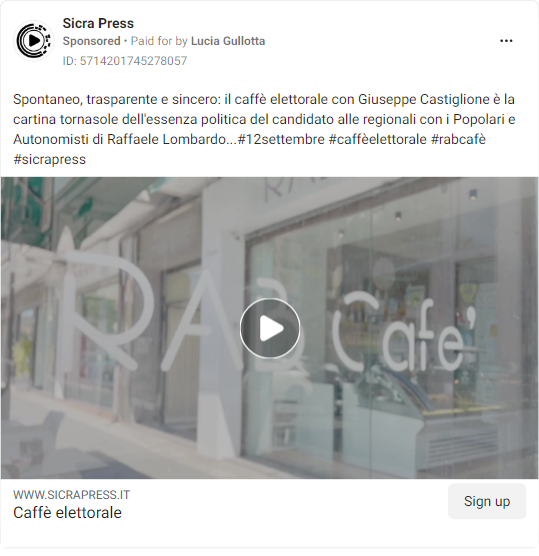 Sicra Press
Sponsored • Paid for by Lucia Gullotta
ID: 5714201745278057
Spontaneo, trasparente e sincero: il caffè elettorale con Giuseppe Castiglione è la
cartina tornasole dell'essenza politica del candidato alle regionali con i Popolari e
Autonomisti di Raffaele Lombardo...#12settembre #caffèelettorale #rabcafè
#sicrapress
RAB
RAB Cafe'
WWW.SICRAPRESS.IT
Caffè elettorale
Sign up